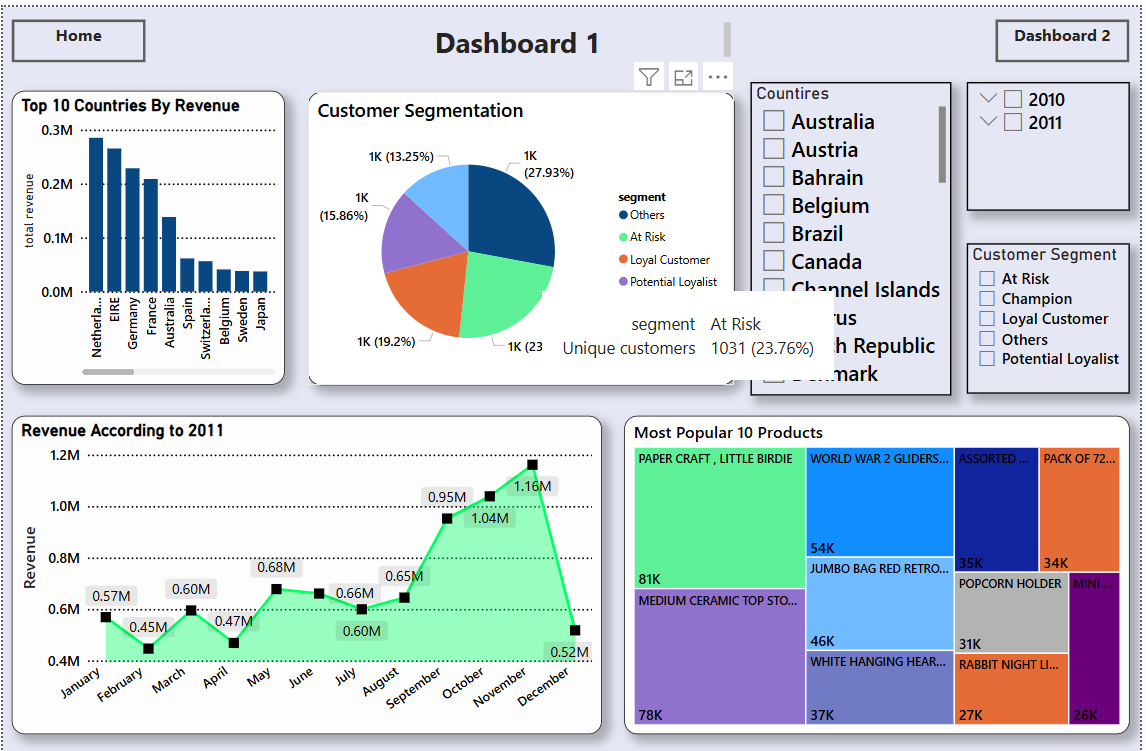 Home
Dashboard 1
Dashboard 2
Top 10 Countries By Revenue
0.3M
0.2M
0.1M
0.0M
total revenue
Netherla...
EIRE
Germany
France
Australia
Spain
Switzerla...
Belgium
Sweden
Japan
Customer Segmentation
1K (13.25%)
1K
(27.93%)
1K
(15.86%)
1K (19.2%)
1K (23
segment
Others
At Risk
Loyal Customer
Potential Loyalist
segment At Risk
Unique customers 1031 (23.76%)
Countires
Australia
Austria
Bahrain
Belgium
Brazil
Canada
Channel Islands
rus
h Republic
Denmark
2010
2011
Customer Segment
At Risk
Champion
Loyal Customer
Others
Potential Loyalist
Revenue According to 2011
Revenue
1.2M
1.0M
0.8M
0.6M
0.4M
0.57M
0.45M
0.60M
0.47M
0.68M
0.66M
0.60M
0.65M
0.95M
1.04M
1.16M
0.52M
January
February
March
April
May
June
July
August
September
October
November
December
Most Popular 10 Products
PAPER CRAFT , LITTLE BIRDIE
81K
MEDIUM CERAMIC TOP STO...
78K
WORLD WAR 2 GLIDERS...
54K
JUMBO BAG RED RETRO...
46K
WHITE HANGING HEAR...
37K
ASSORTED ...
35K
PACK OF 72...
34K
POPCORN HOLDER
31K
RABBIT NIGHT LI...
27K
MINI ...
26K